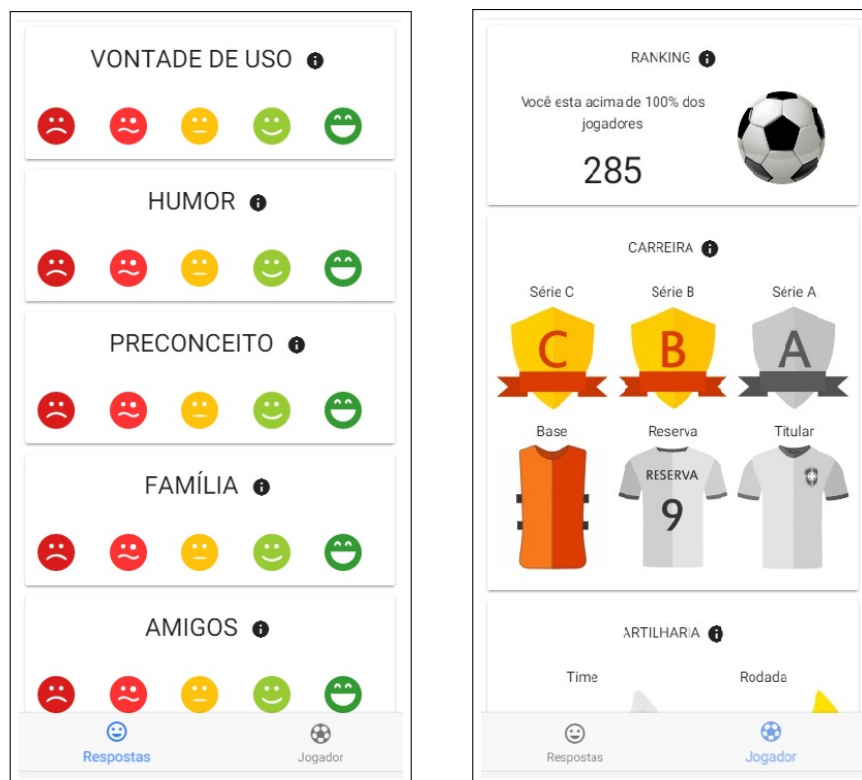 VONTADE DE USO
HUMOR
PRECONCEITO
FAMÍLIA
AMIGOS
Respostas Jogador
RANKING
Você esta acima de 100% dos
jogadores
285
CARREIRA
Série C Série B Série A
C B A
Base Reserva Titular
RESERVA
9
ARTILHARIA
Time Rodada
Respostas Jogador